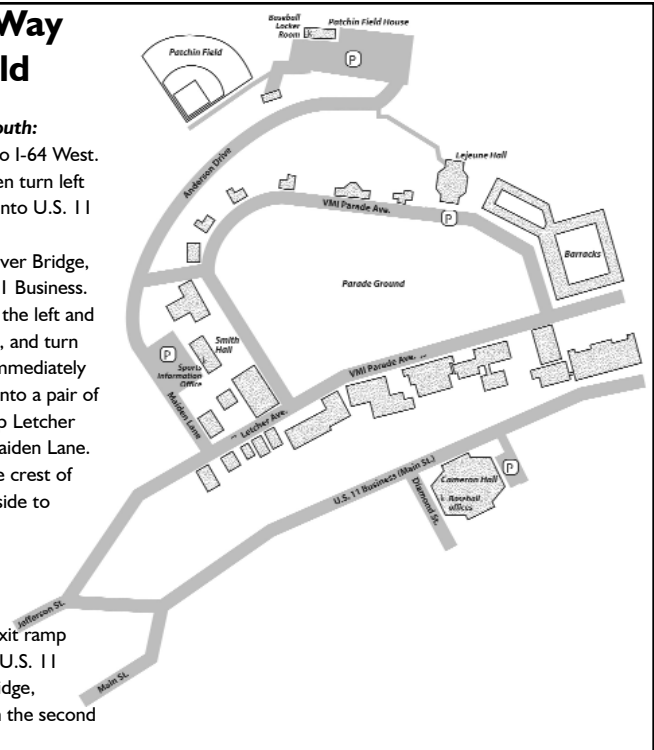 Way
ld
outh:
o I-64 West.
en turn left
nto U.S. 11
ver Bridge,
1 Business.
the left and
, and turn
mmediately
nto a pair of
p Letcher
aiden Lane.
e crest of
side to
xit ramp
U.S. 11
idge,
n the second
Baseball
Locker
Room
Patchin Field House
P
Patchin Field
Anderson Drive
Lejeune Hall
VMI Parade Ave.
P
Barracks
Parade Ground
P
Smith
Hall
Sports
Information
Office
Maiden Lane
VMI Parade Ave. →
← Letcher Ave.
U.S. 11 Business (Main St.)
Cameron Hall
Baseball
offices
P
Diamond St.
Jefferson St.
Main St.